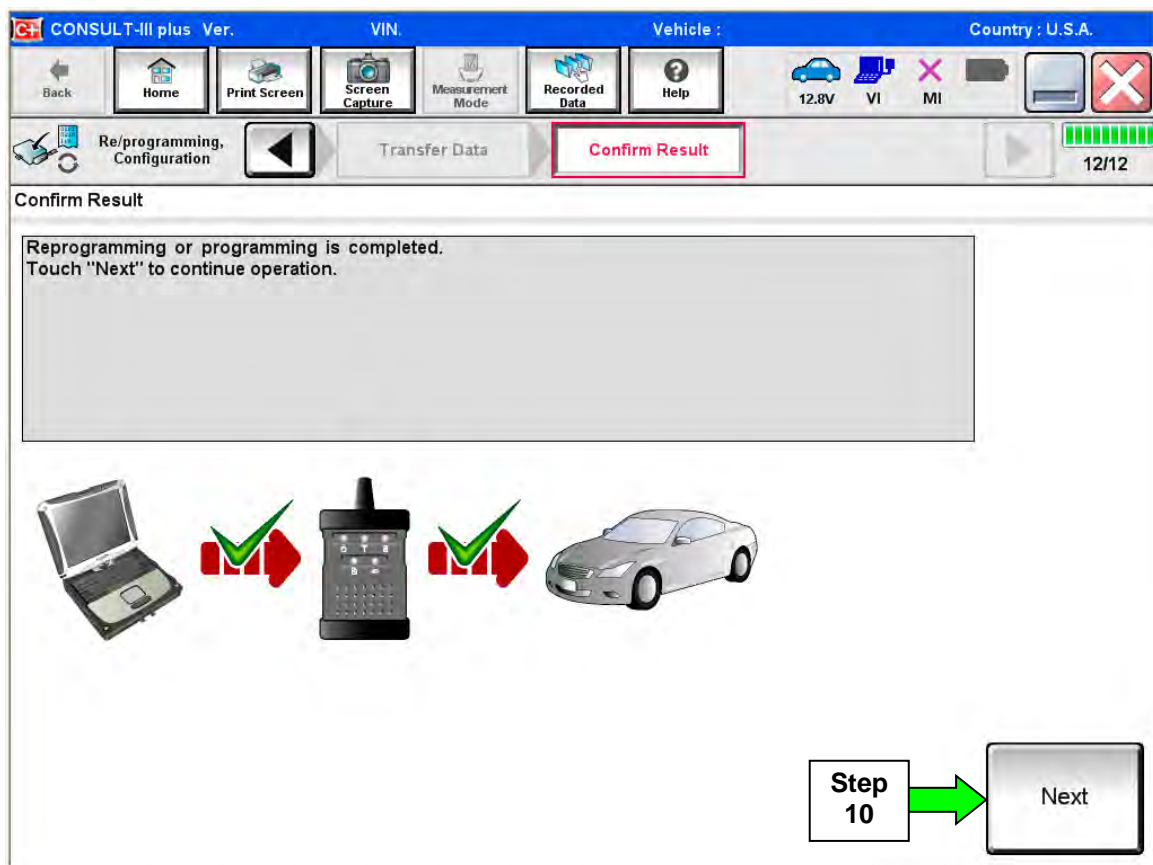 C+ CONSULT-III plus Ver. VIN. Vehicle : Country : U.S.A.
Back
Home
Print Screen
Screen
Capture
Measurement
Mode
Recorded
Data
Help
12.8V
VI
MI
Re/programming,
Configuration
Transfer Data
Confirm Result
12/12
Confirm Result
Reprogramming or programming is completed.
Touch "Next" to continue operation.
Step
10
Next